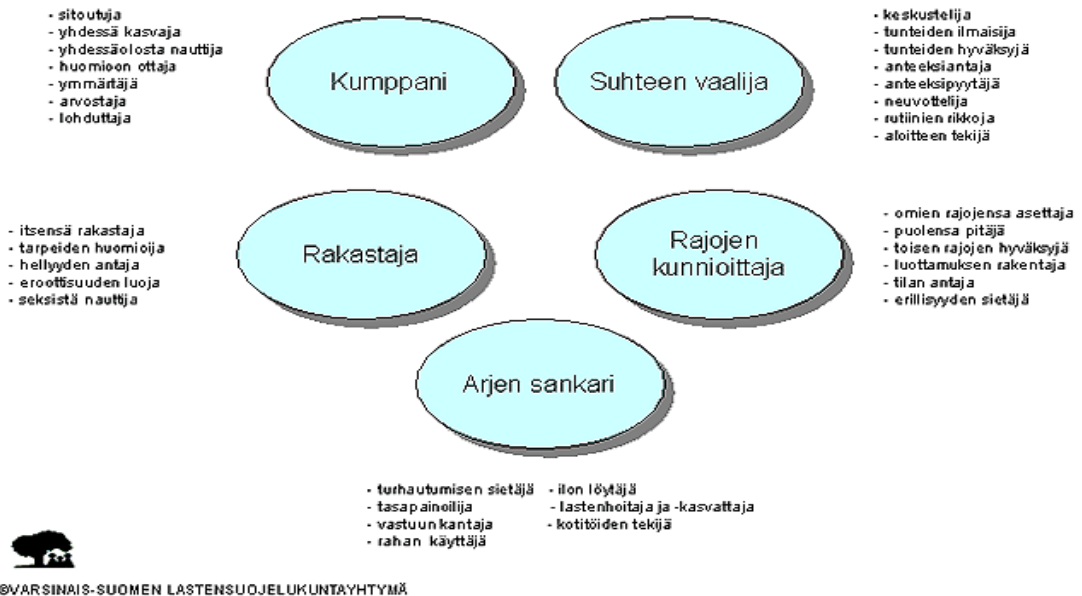 - sitoutuja
- yhdessä kasvaja
- yhdessäolosta nauttija
- huomioon ottaja
- ymmärtäjä
- arvostaja
- lohduttaja
Kumppani
Suhteen vaalija
- keskustelija
- tunteiden ilmaisija
- tunteiden hyväksyjä
- anteeksiantaja
- anteeksipyytäjä
- neuvottelija
- rutiinien rikkoja
- aloitteen tekijä
- itsensä rakastaja
- tarpeiden huomioija
- hellyyden antaja
- eroottisuuden luoja
- seksistä nauttija
Rakastaja
Rajojen
kunnioittaja
- omien rajojensa asettaja
- puolensa pitäjä
- toisen rajojen hyväksyjä
- luottamuksen rakentaja
- tilan antaja
- erillisyyden sietäjä
Arjen sankari
- turhautumisen sietäjä
- tasapainoilija
- vastuun kantaja
- rahan käyttäjä
- ilon löytäjä
- lastenhoitaja ja -kasvattaja
- kotitöiden tekijä
©VARSINAIS-SUOMEN LASTENSUOJELUKUNTAYHTYMÄ